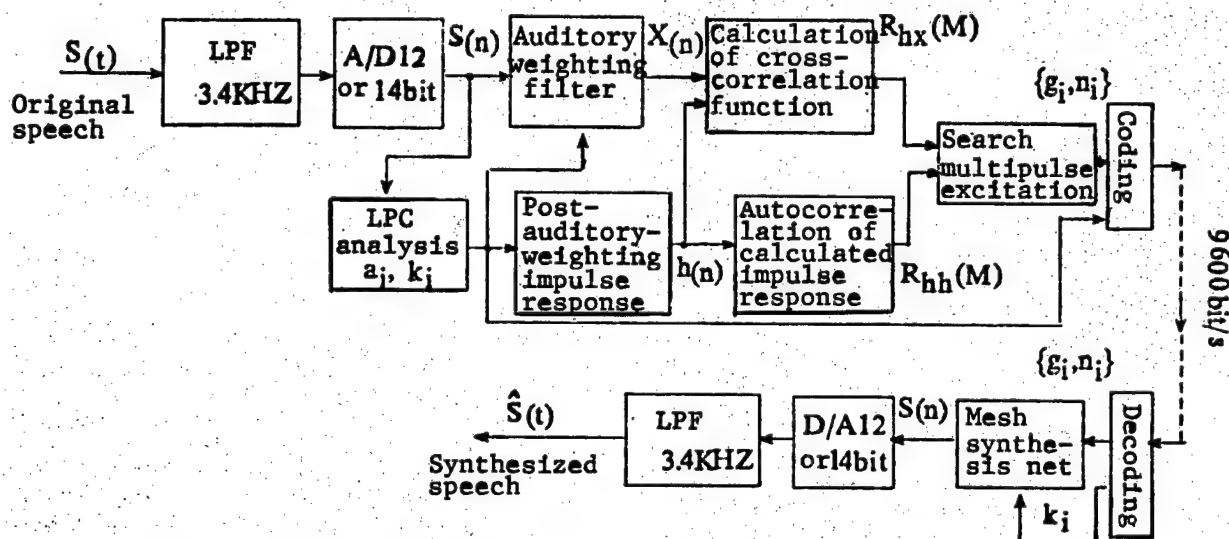 S(t)
Original
speech
LPF
3.4KHZ
A/D12
or 14bit
S(n)
Auditory
weighting
filter
X(n)
Calculation
of cross-
correlation
function
Rhx(M)
{gi,ni}
Search
multipulse
excitation
Coding
LPC
analysis
aj, ki
Post-
auditory-
weighting
impulse
response
h(n)
Autocorre-
lation of
calculated
impulse
response
Rhh(M)
9600bit/s
{gi,ni}
Ŝ(t)
Synthesized
speech
LPF
3.4KHZ
D/A12
or14bit
S(n)
Mesh
synthe-
sis net
Decoding
ki